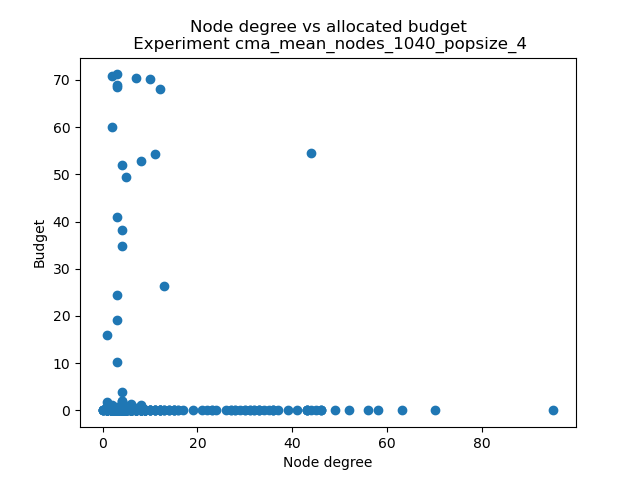 Node degree vs allocated budget
Experiment cma_mean_nodes_1040_popsize_4
70
60
50
40
30
20
10
0
Budget
0 20 40 60 80
Node degree